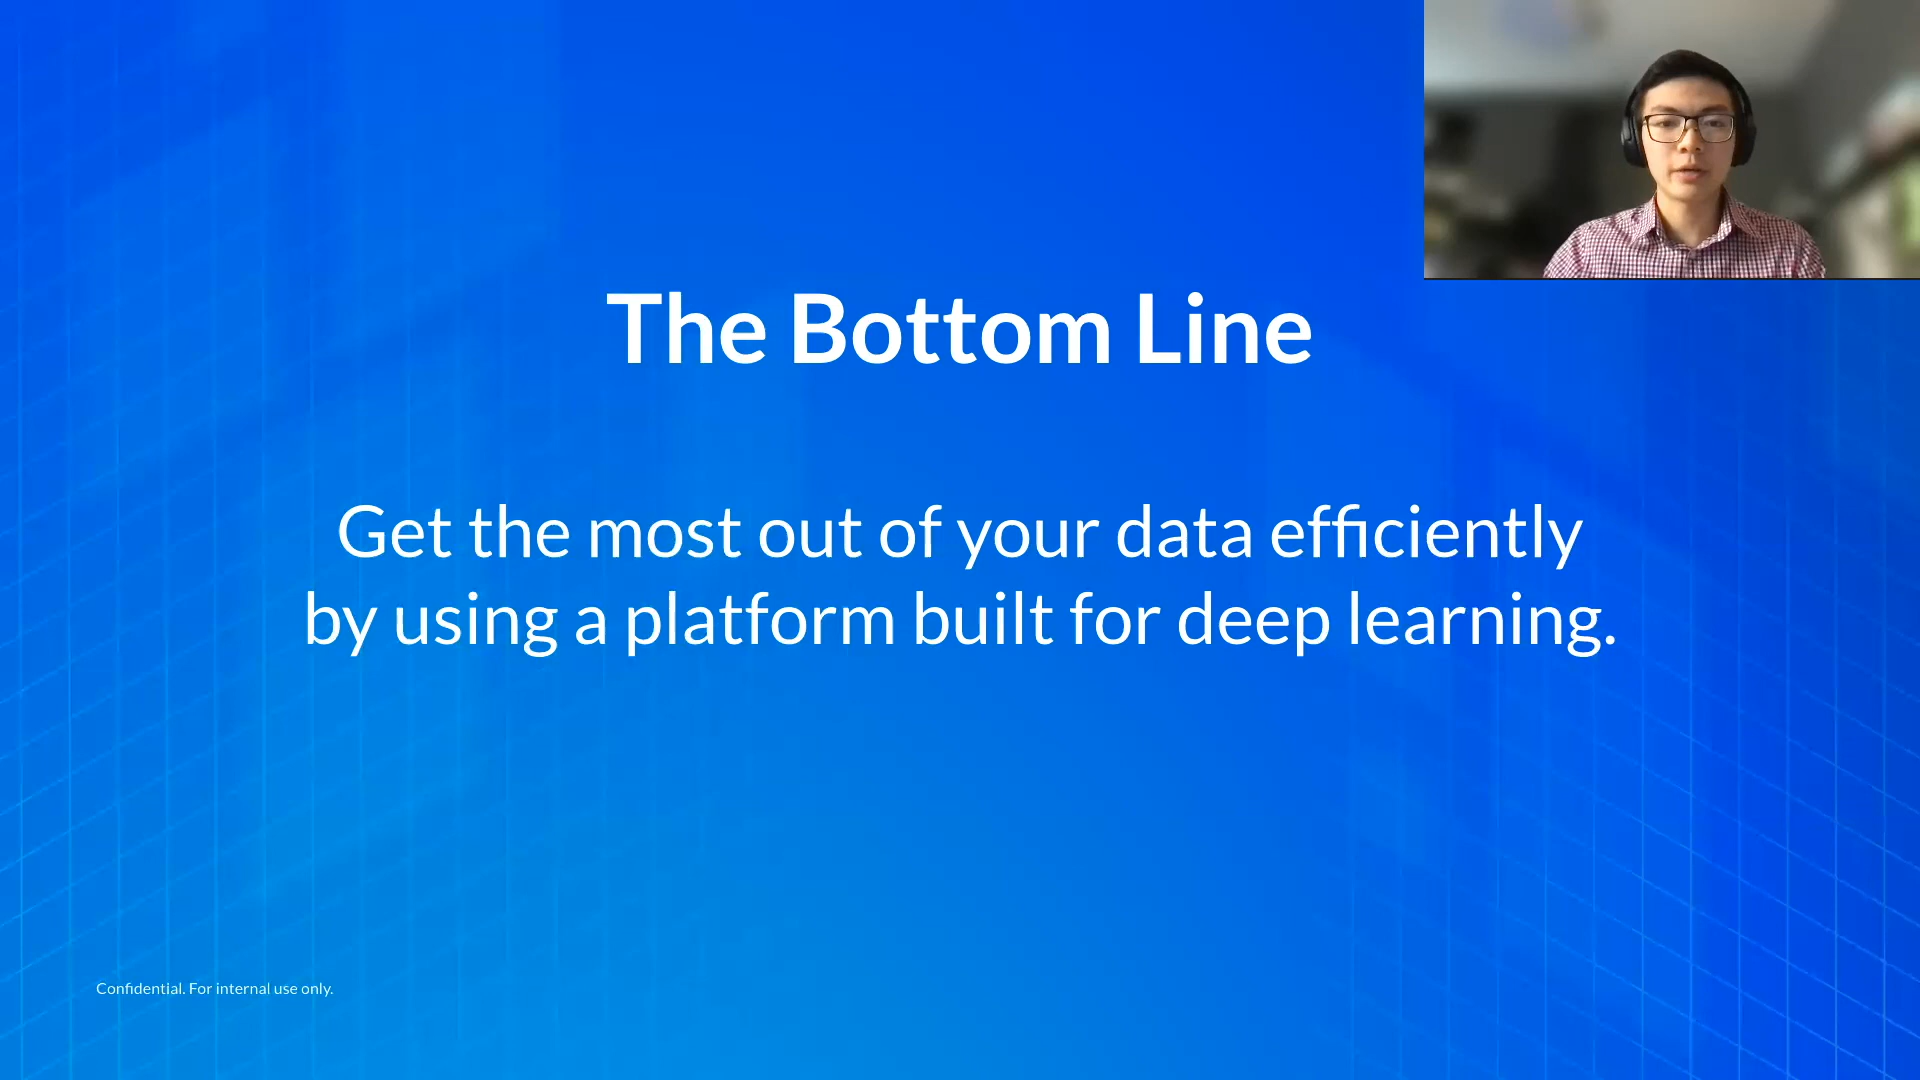 The Bottom Line
Get the most out of your data efficiently
by using a platform built for deep learning.
Confidential. For internal use only.